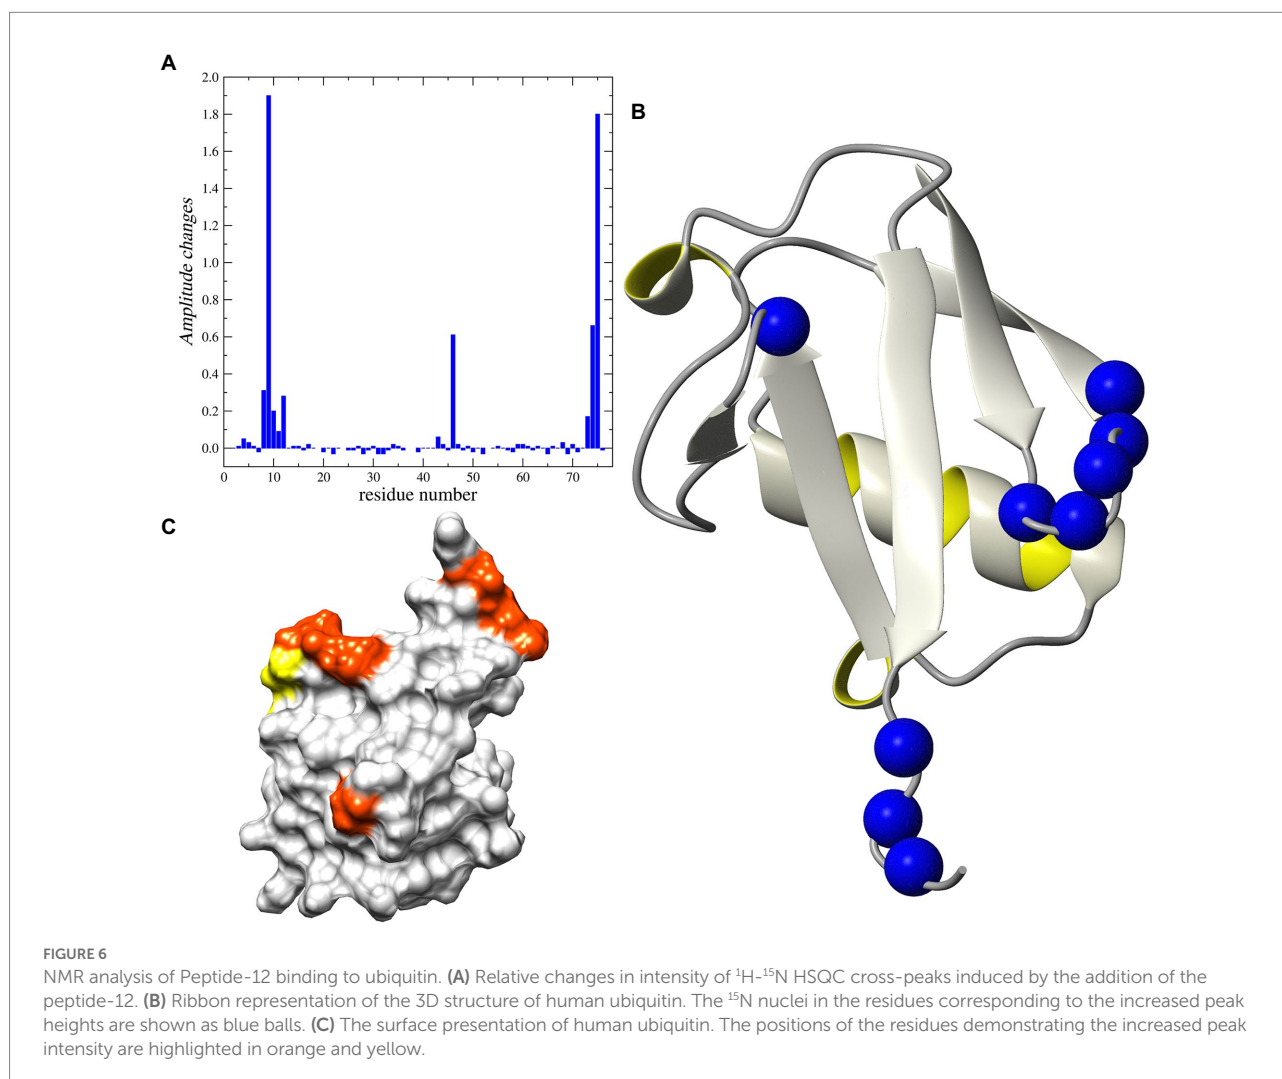 A
2.0
1.8
1.6
1.4
1.2
1.0
0.8
0.6
0.4
0.2
0.0
Amplitude changes
0 10 20 30 40 50 60 70
residue number
B
C
FIGURE 6
NMR analysis of Peptide-12 binding to ubiquitin. (A) Relative changes in intensity of ¹H-¹⁵N HSQC cross-peaks induced by the addition of the
peptide-12. (B) Ribbon representation of the 3D structure of human ubiquitin. The ¹⁵N nuclei in the residues corresponding to the increased peak
heights are shown as blue balls. (C) The surface presentation of human ubiquitin. The positions of the residues demonstrating the increased peak
intensity are highlighted in orange and yellow.